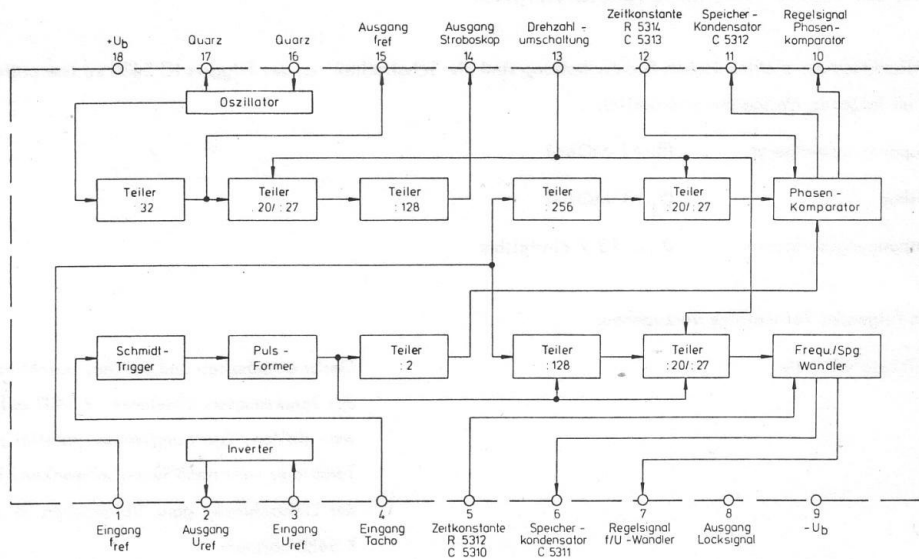 Ausgang
fref
Ausgang
Stroboskop
Drehzahl -
umschaltung
Zeitkonstante
R 5314
C 5313
Speicher-
Kondensator
C 5312
Regelsignal
Phasen-
komparator
+Ub
Quarz
Quarz
18
17
16
15
14
13
12
11
10
Oszillator
Teiler
:32
Teiler
:20/:27
Teiler
:128
Teiler
:256
Teiler
:20/:27
Phasen-
Komparator
Schmidt-
Trigger
Puls -
Former
Teiler
:2
Teiler
:128
Teiler
:20/:27
Frequ./Spg.
Wandler
Inverter
1
2
3
4
5
6
7
8
9
Eingang
fref
Ausgang
Uref
Eingang
Uref
Eingang
Tacho
Zeitkonstante
R 5312
C 5310
Speicher-
kondensator
C 5311
Regelsignal
f/U -Wandler
Ausgang
Locksignal
-Ub